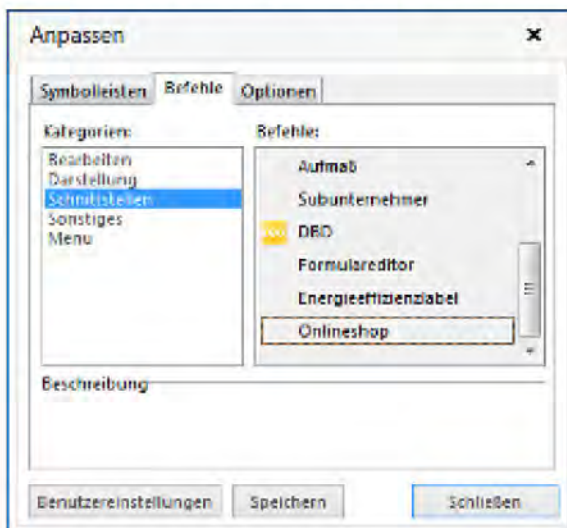 Anpassen
Symbolleisten Befehle Optionen
Kategorien: Befehle:
Bearbeiten
Darstellung
Schnittstellen
Sonstiges
Menu
Aufmaß
Subunternehmer
DBD
Formulareditor
Energieeffizienzlabel
Onlineshop
Beschreibung
Benutzereinstellungen Speichern Schließen